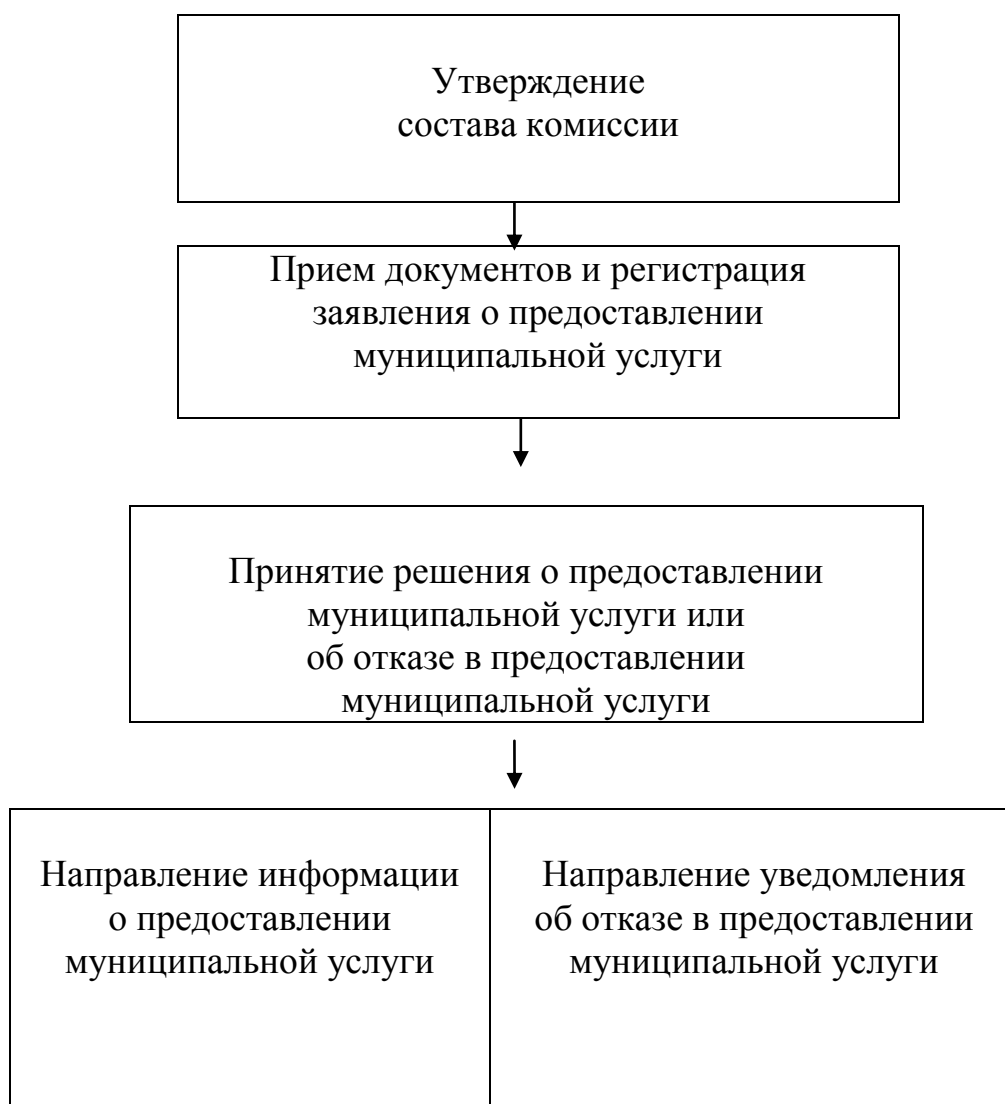 Утверждение
состава комиссии
Прием документов и регистрация
заявления о предоставлении
муниципальной услуги
Принятие решения о предоставлении
муниципальной услуги или
об отказе в предоставлении
муниципальной услуги
Направление информации
о предоставлении
муниципальной услуги
Направление уведомления
об отказе в предоставлении
муниципальной услуги